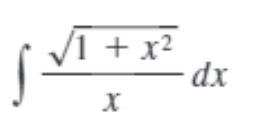 ∫ √(1 + x²) / x dx